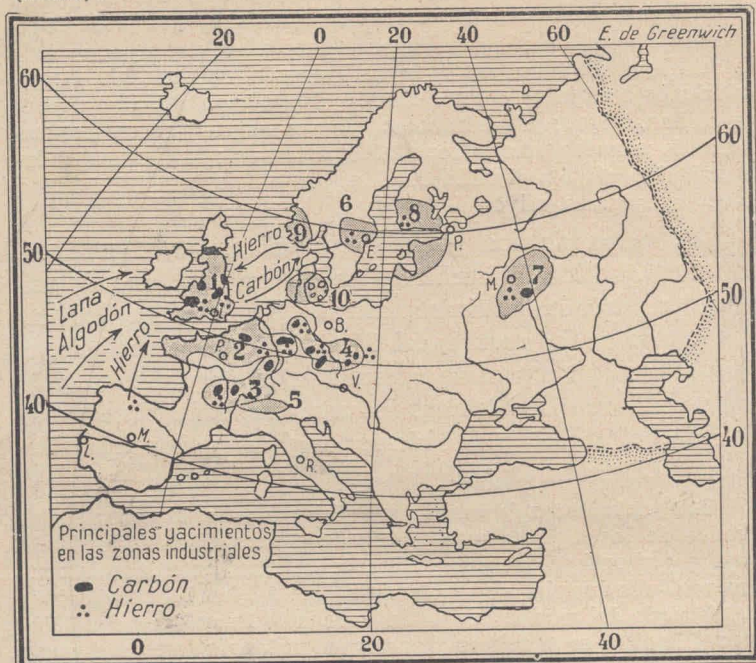 20 0 20 40 60 E. de Greenwich
60
60
6
8
9
Hierro
E.
P.
50
Carbón
7
M.
1
L.
10
50
Lana
Algodón
Hierro
B.
P.
2
4
V.
3
5
40
40
M.
L.
R.
Principales yacimientos
en las zonas industriales
Carbón
Hierro
0 20 40